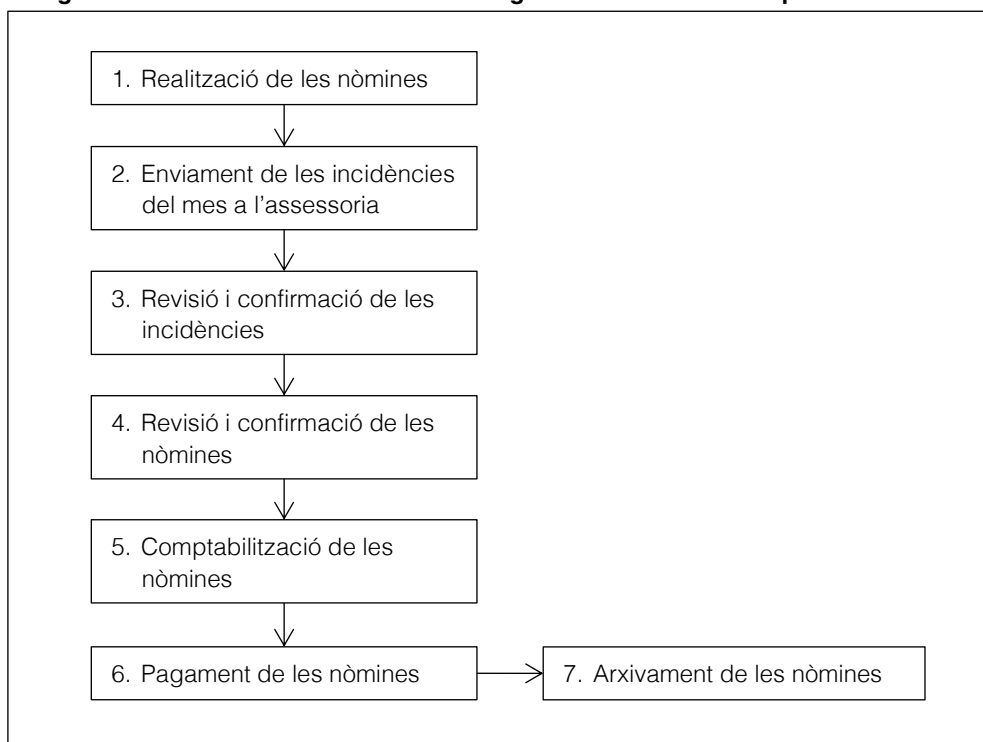 1. Realització de les nòmines
2. Enviament de les incidències
del mes a l'assessoria
3. Revisió i confirmació de les
incidències
4. Revisió i confirmació de les
nòmines
5. Comptabilització de les
nòmines
6. Pagament de les nòmines
7. Arxivament de les nòmines